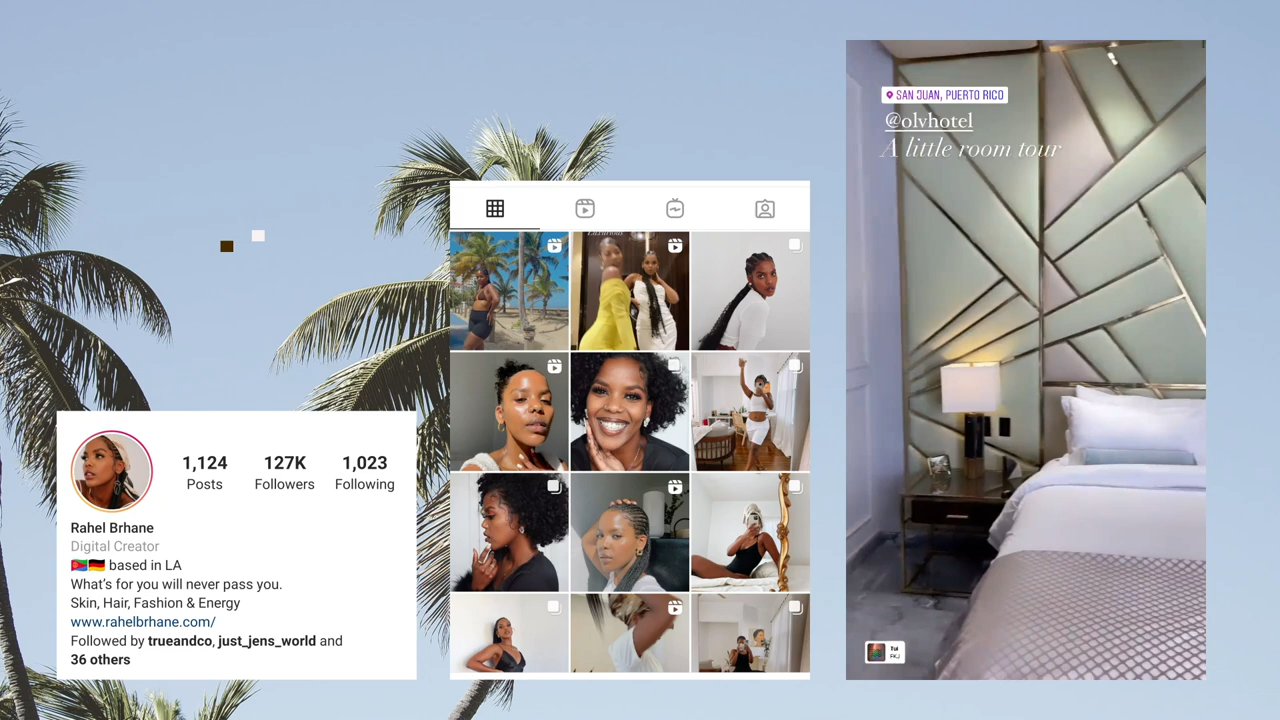 1,124
Posts
127K
Followers
1,023
Following
Rahel Brhane
Digital Creator
🇪🇷🇩🇪 based in LA
What's for you will never pass you.
Skin, Hair, Fashion & Energy
www.rahelbrhane.com/
Followed by trueandco, just_jens_world and
36 others
SAN JUAN, PUERTO RICO
@olvhotel
A little room tour
Tui
FKJ